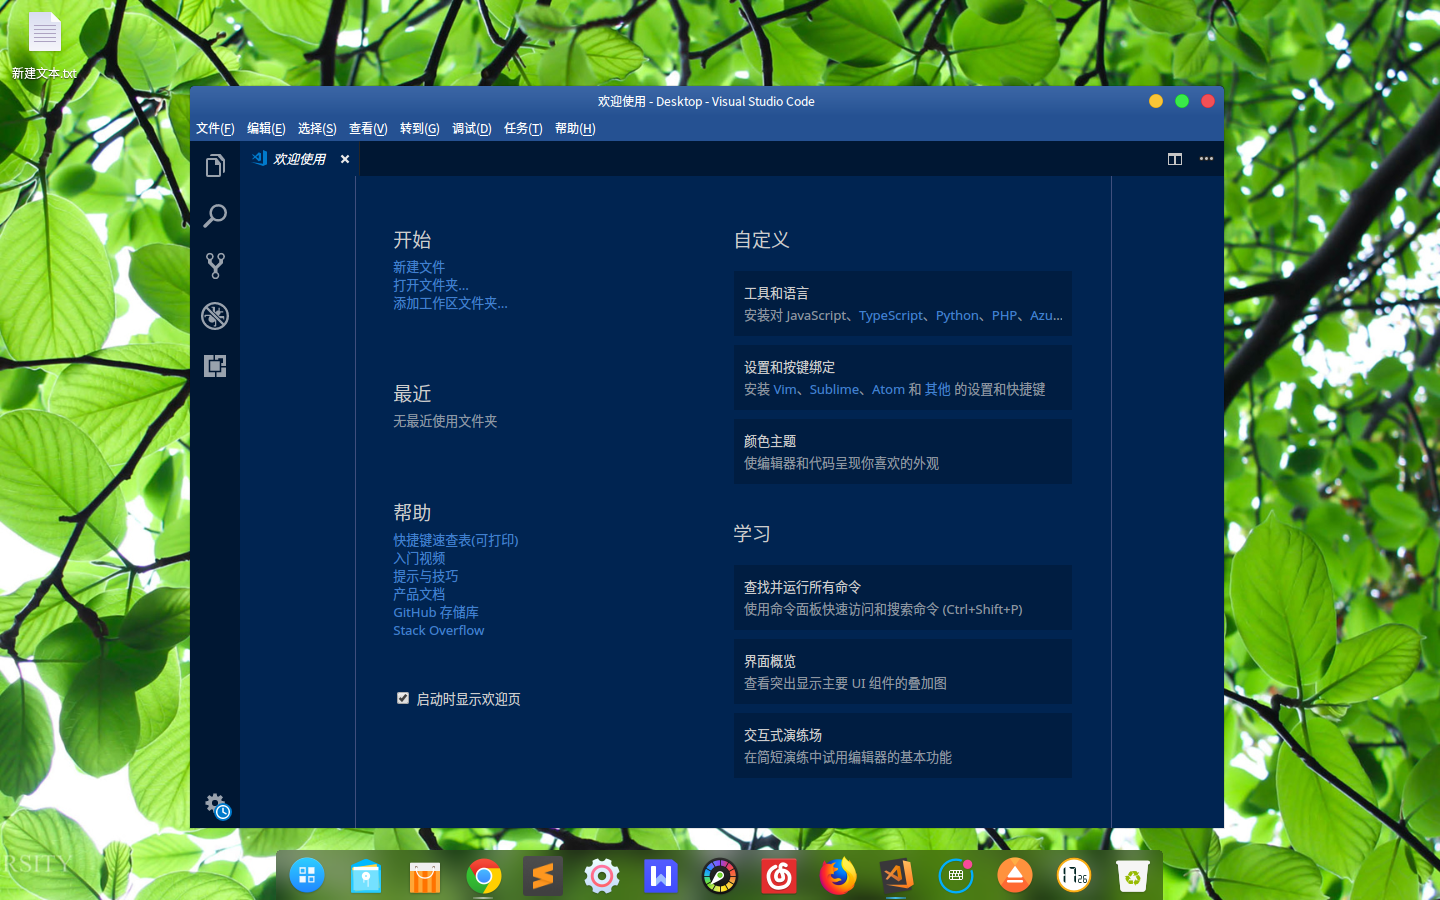 新建文本.txt
欢迎使用 - Desktop - Visual Studio Code
文件(F) 编辑(E) 选择(S) 查看(V) 转到(G) 调试(D) 任务(T) 帮助(H)
欢迎使用
开始
新建文件
打开文件夹...
添加工作区文件夹...
最近
无最近使用文件夹
帮助
快捷键速查表(可打印)
入门视频
提示与技巧
产品文档
GitHub 存储库
Stack Overflow
启动时显示欢迎页
自定义
工具和语言
安装对 JavaScript、TypeScript、Python、PHP、Azu...
设置和按键绑定
安装 Vim、Sublime、Atom 和 其他 的设置和快捷键
颜色主题
使编辑器和代码呈现你喜欢的外观
学习
查找并运行所有命令
使用命令面板快速访问和搜索命令 (Ctrl+Shift+P)
界面概览
查看突出显示主要 UI 组件的叠加图
交互式演练场
在简短演练中试用编辑器的基本功能
RSITY
17 26